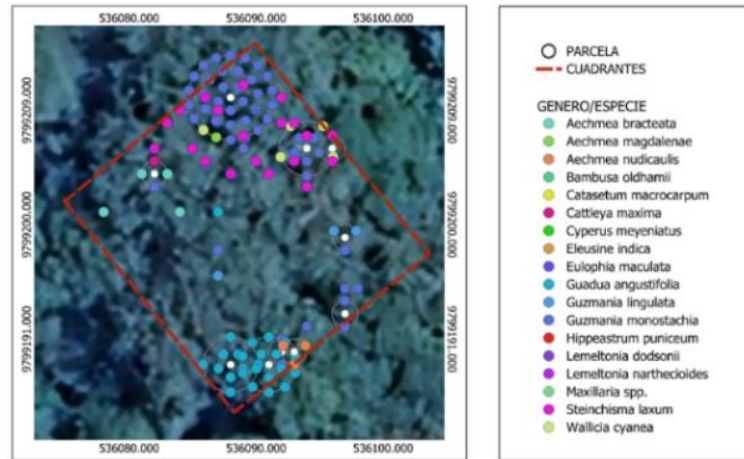 536080.000 536090.000 536100.000
9799209.000
9799200.000
9799191.000
9799209.000
9799200.000
9799191.000
536080.000 536090.000 536100.000
PARCELA
CUADRANTES
GENERO/ESPECIE
Aechmea bracteata
Aechmea magdalenae
Aechmea nudicaulis
Bambusa oldhamii
Catasetum macrocarpum
Cattleya maxima
Cyperus meyeniatus
Eleusine indica
Eulophia maculata
Guadua angustifolia
Guzmania lingulata
Guzmania monostachia
Hippeastrum puniceum
Lemeltonia dodsonii
Lemeltonia narthecioides
Maxillaria spp.
Steinchisma laxum
Wallicia cyanea